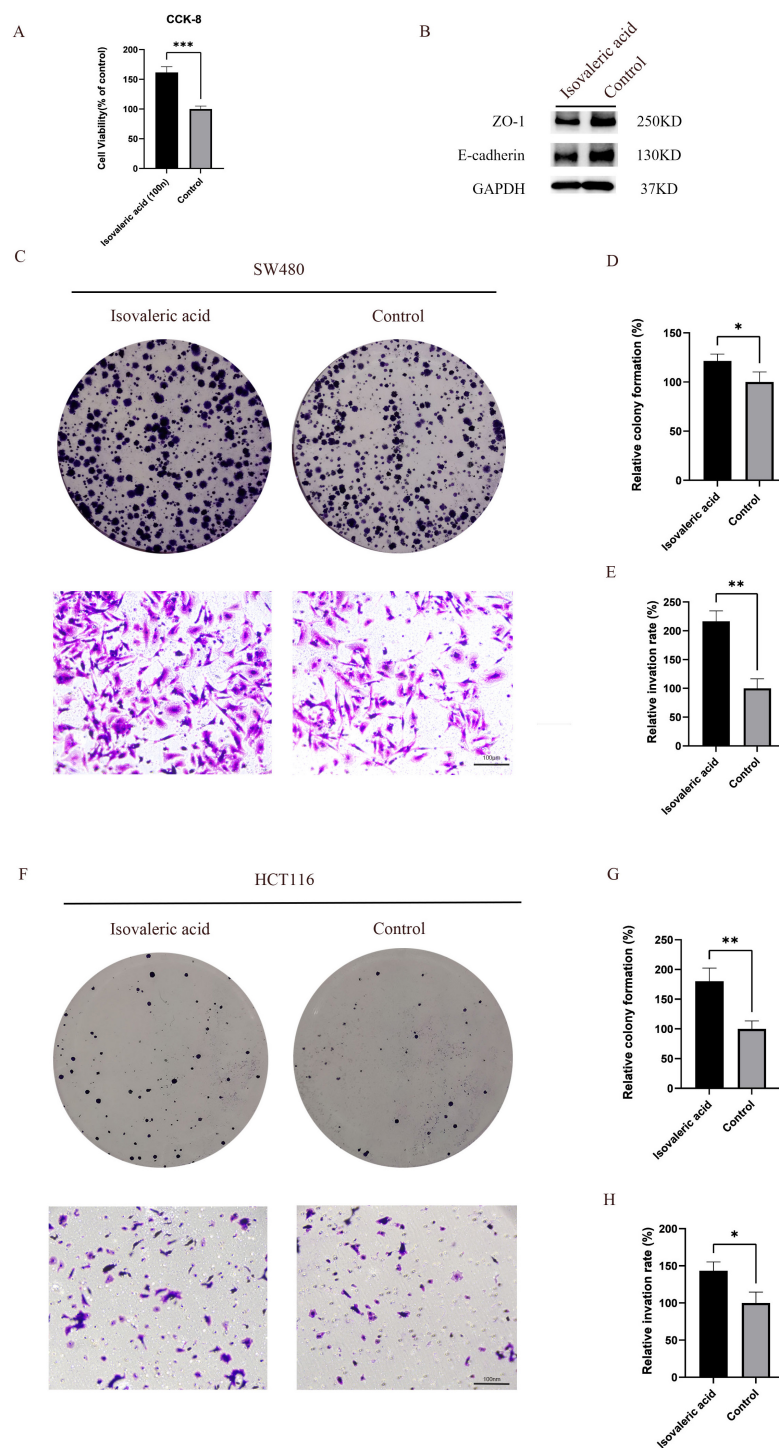 A
CCK-8
***
Cell Viability(% of control)
200
150
100
50
0
Isovaleric acid (100n)
Control
B
Isovaleric acid
Control
ZO-1
250KD
E-cadherin
130KD
GAPDH
37KD
C
SW480
Isovaleric acid
Control
100μm
D
*
Relative colony formation (%)
150
100
50
0
Isovaleric acid
Control
E
**
Relative invation rate (%)
250
200
150
100
50
0
Isovaleric acid
Control
F
HCT116
Isovaleric acid
Control
100nm
G
**
Relative colony formation (%)
250
200
150
100
50
0
Isovaleric acid
Control
H
*
Relative invation rate (%)
200
150
100
50
0
Isovaleric acid
Control